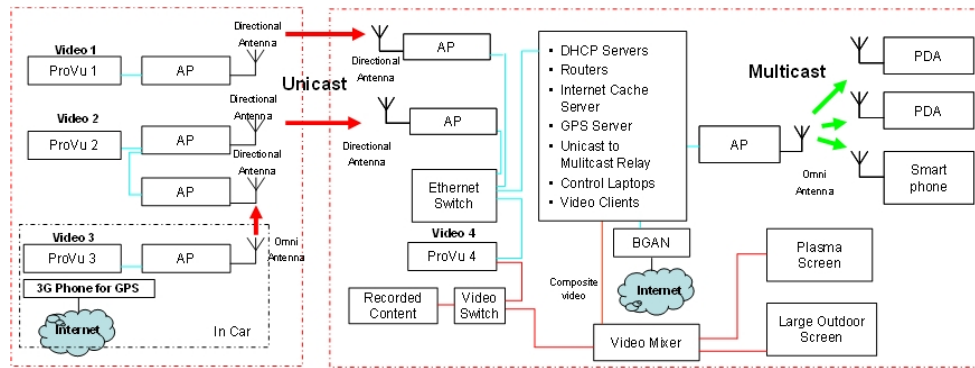 Video 1
ProVu 1
AP
Directional
Antenna
Video 2
ProVu 2
AP
Directional
Antenna
Directional
Antenna
AP
Video 3
ProVu 3
AP
Omni
Antenna
3G Phone for GPS
Internet
In Car
Unicast
Directional
Antenna
AP
Directional
Antenna
AP
Ethernet
Switch
Video 4
ProVu 4
Recorded
Content
Video
Switch
• DHCP Servers
• Routers
• Internet Cache
Server
• GPS Server
• Unicast to
Mulitcast Relay
• Control Laptops
• Video Clients
Composite
video
BGAN
Internet
Video Mixer
Multicast
AP
Omni
Antenna
PDA
PDA
Smart
phone
Plasma
Screen
Large Outdoor
Screen